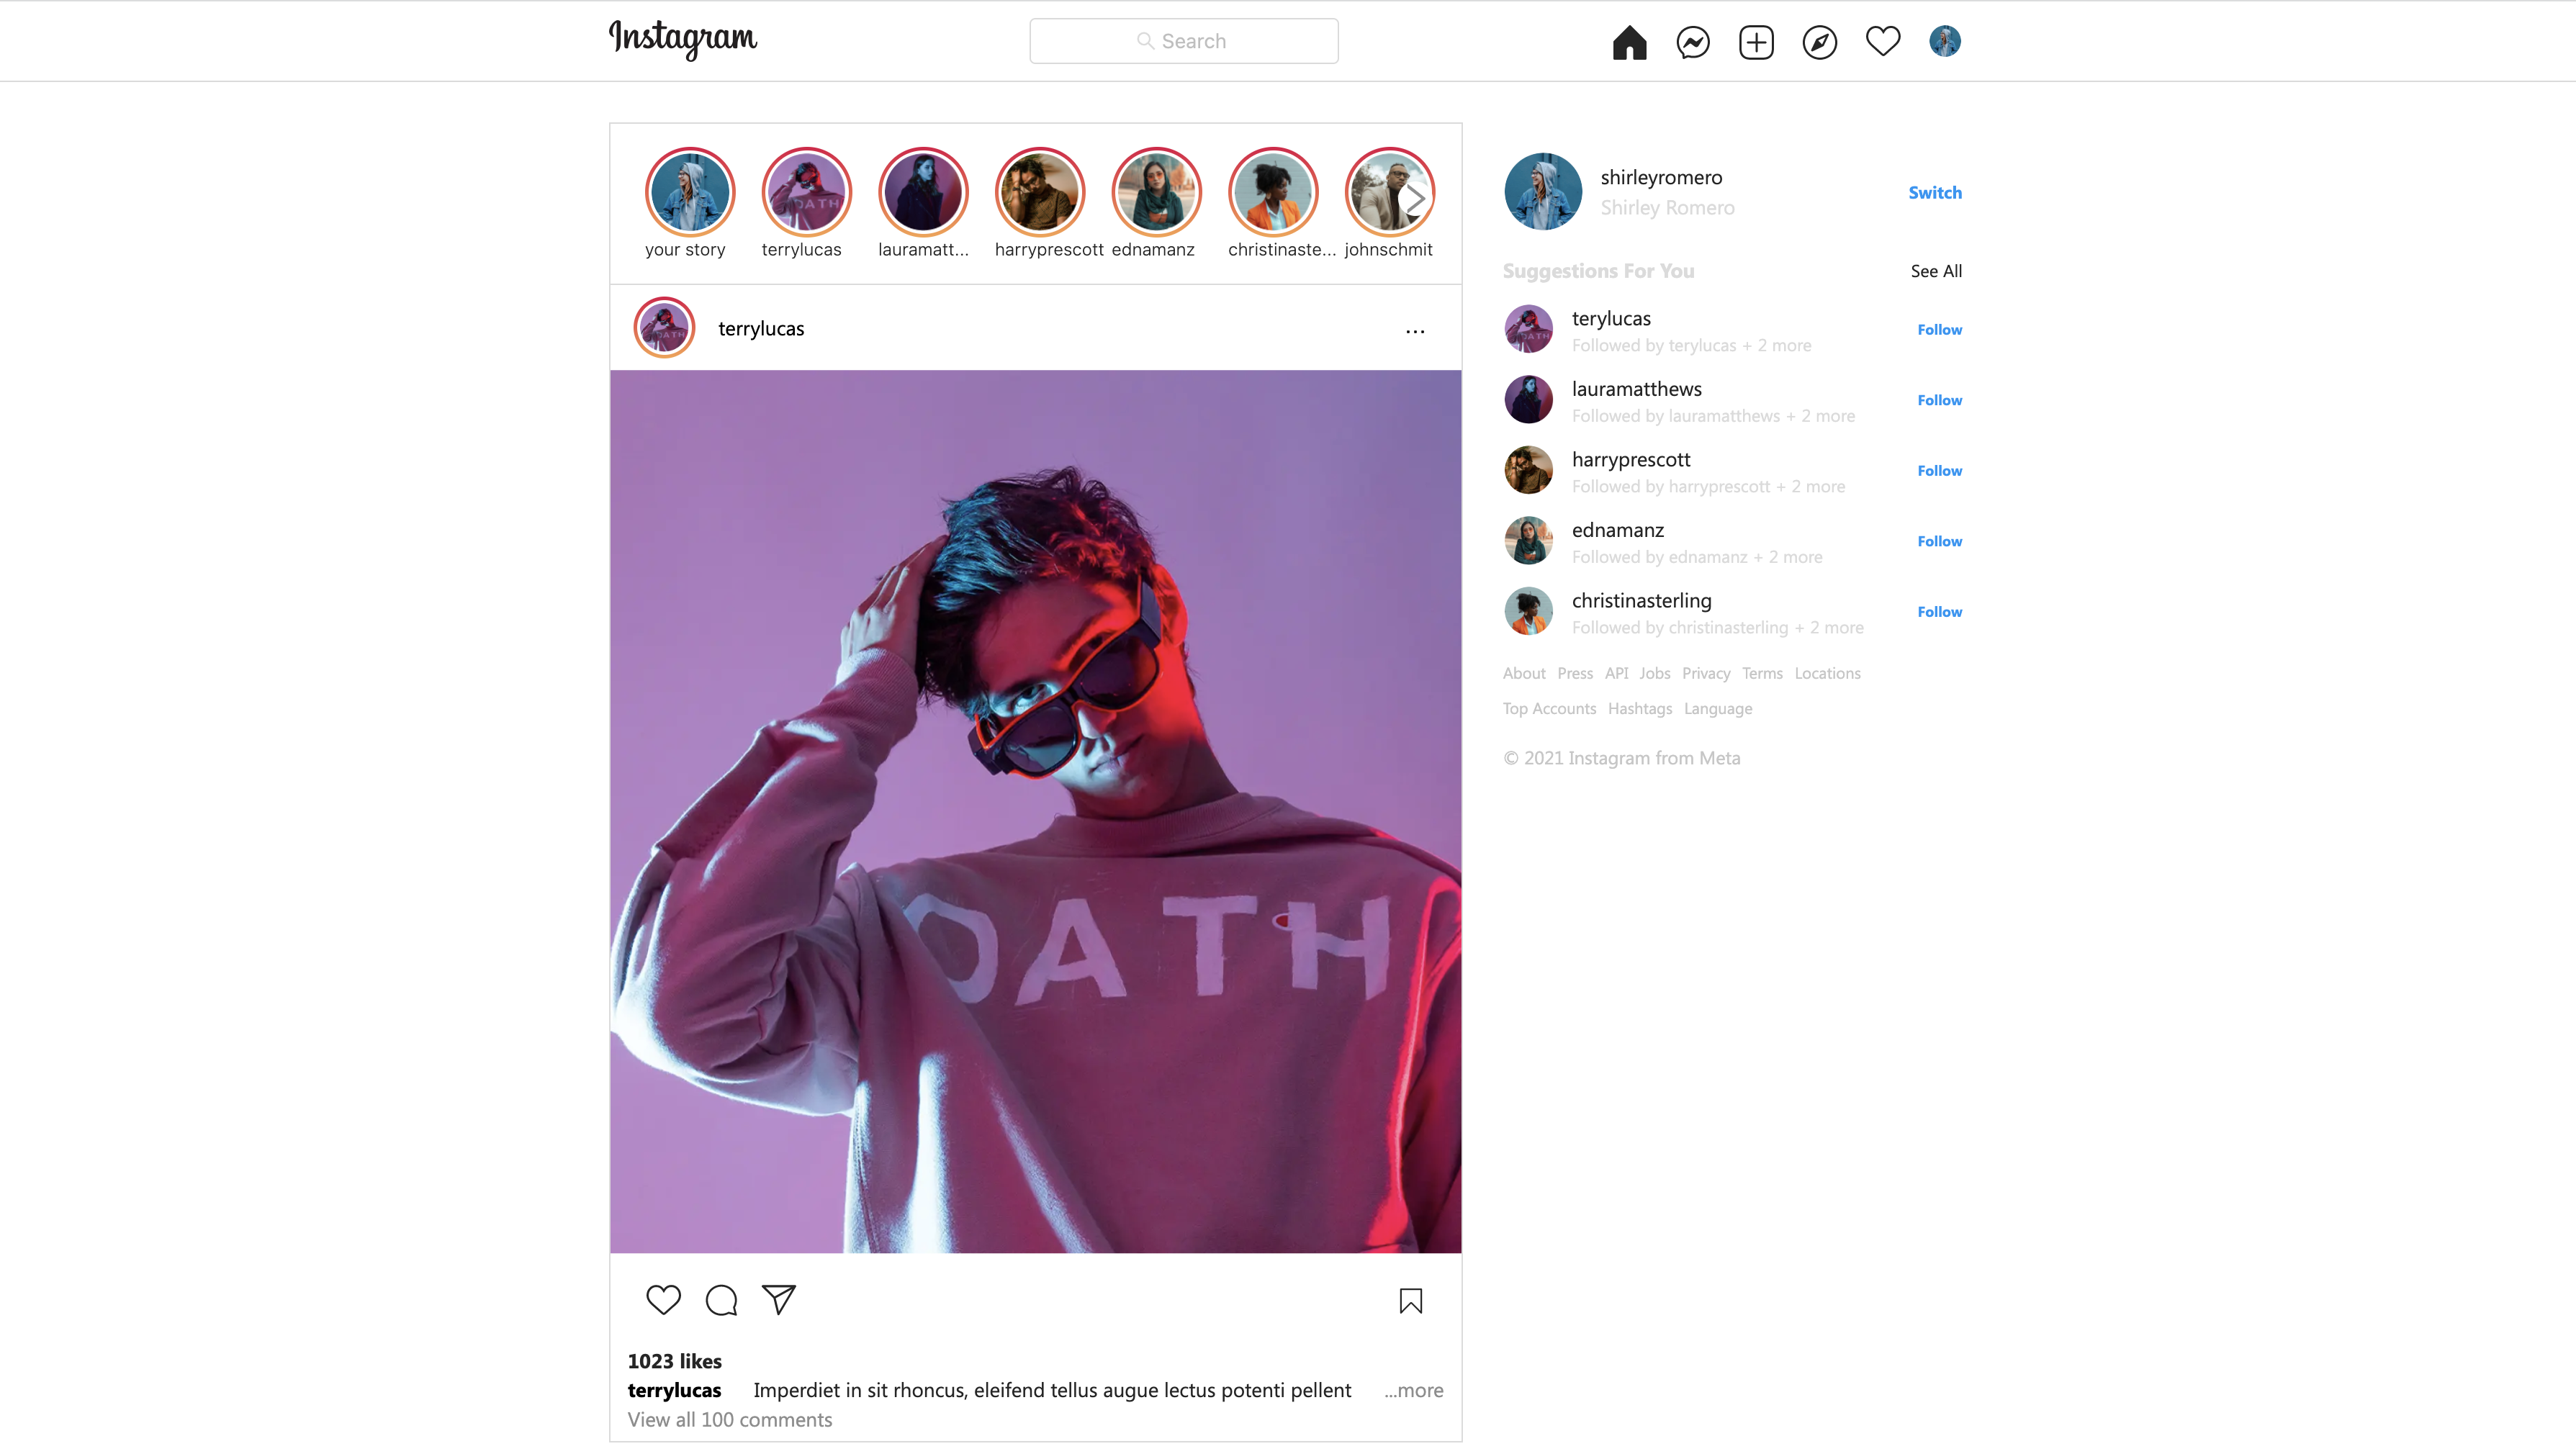 Instagram
Search
your story
terrylucas
lauramatt...
harryprescott
ednamanz
christinaste...
johnschmit
terrylucas
...
OATH
1023 likes
terrylucas Imperdiet in sit rhoncus, eleifend tellus augue lectus potenti pellent ...more
View all 100 comments
shirleyromero
Shirley Romero
Switch
Suggestions For You See All
terylucas
Followed by terylucas + 2 more
Follow
lauramatthews
Followed by lauramatthews + 2 more
Follow
harryprescott
Followed by harryprescott + 2 more
Follow
ednamanz
Followed by ednamanz + 2 more
Follow
christinasterling
Followed by christinasterling + 2 more
Follow
About Press API Jobs Privacy Terms Locations
Top Accounts Hashtags Language
© 2021 Instagram from Meta